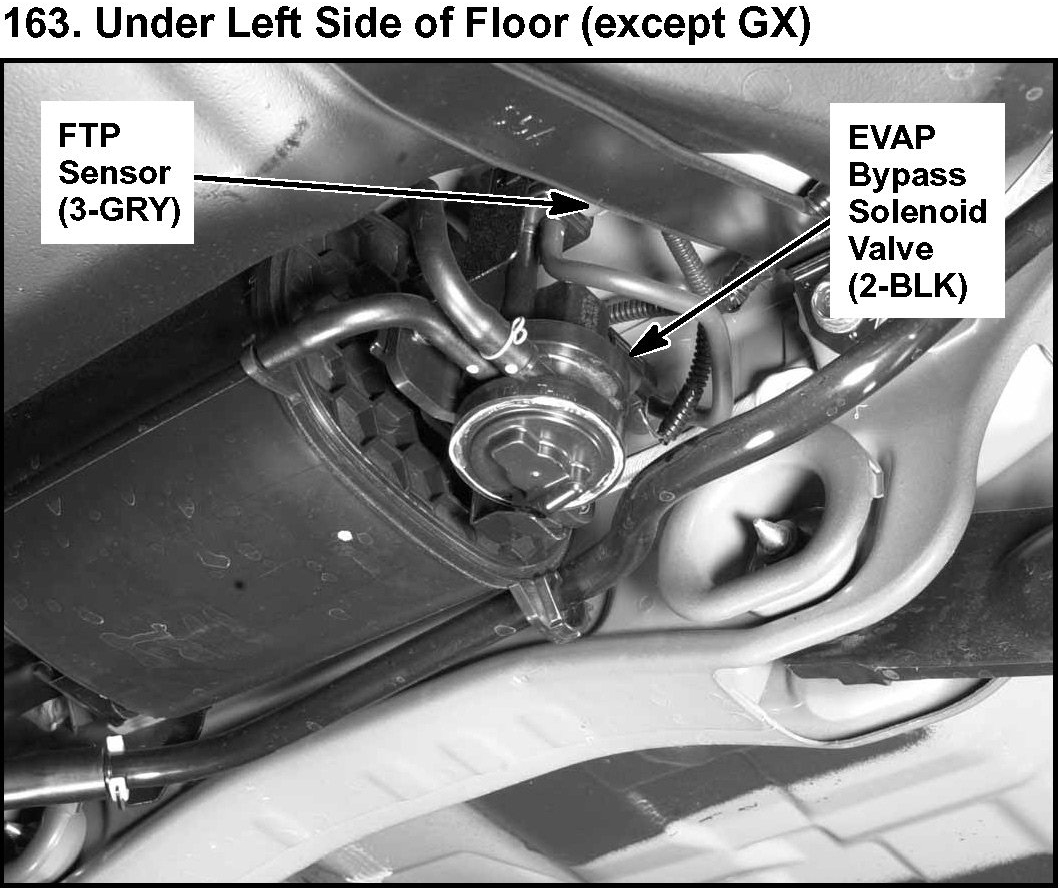 163. Under Left Side of Floor (except GX)
FTP
Sensor
(3-GRY)
EVAP
Bypass
Solenoid
Valve
(2-BLK)